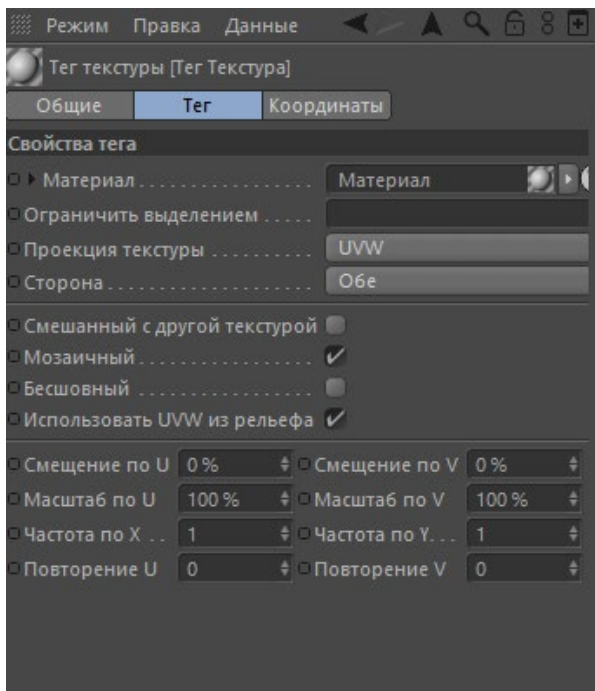 Режим Правка Данные
Тег текстуры [Тег Текстура]
Общие Тег Координаты
Свойства тега
Материал . . . . . . . . . . . . . . . . . Материал
Ограничить выделением . . . . .
Проекция текстуры . . . . . . . . . . UVW
Сторона . . . . . . . . . . . . . . . . . . . . Обе
Смешанный с другой текстурой
Мозаичный . . . . . . . . . . . . . . . . .
Бесшовный . . . . . . . . . . . . . . . . .
Использовать UVW из рельефа
Смещение по U 0 % Смещение по V 0 %
Масштаб по U 100 % Масштаб по V 100 %
Частота по X . . 1 Частота по Y. . . 1
Повторение U 0 Повторение V 0